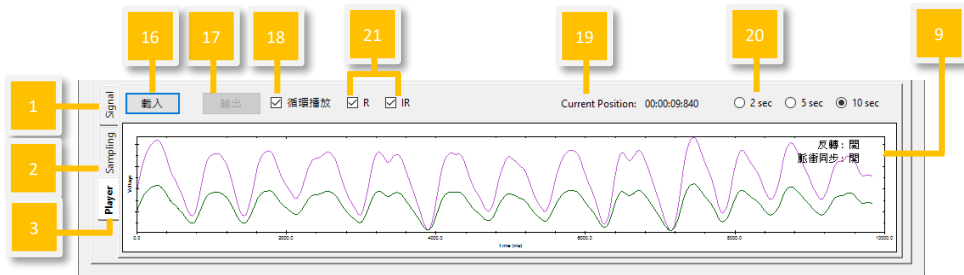 16
17
18
21
19
20
9
1
2
3
Signal
Sampling
Player
載入
輸出
循環播放
R
IR
Current Position: 00:00:09:840
2 sec
5 sec
10 sec
反轉: 關
脈衝同步: 關
Voltage
0.0
2000.0
4000.0
6000.0
8000.0
10000.0
Time (ms)